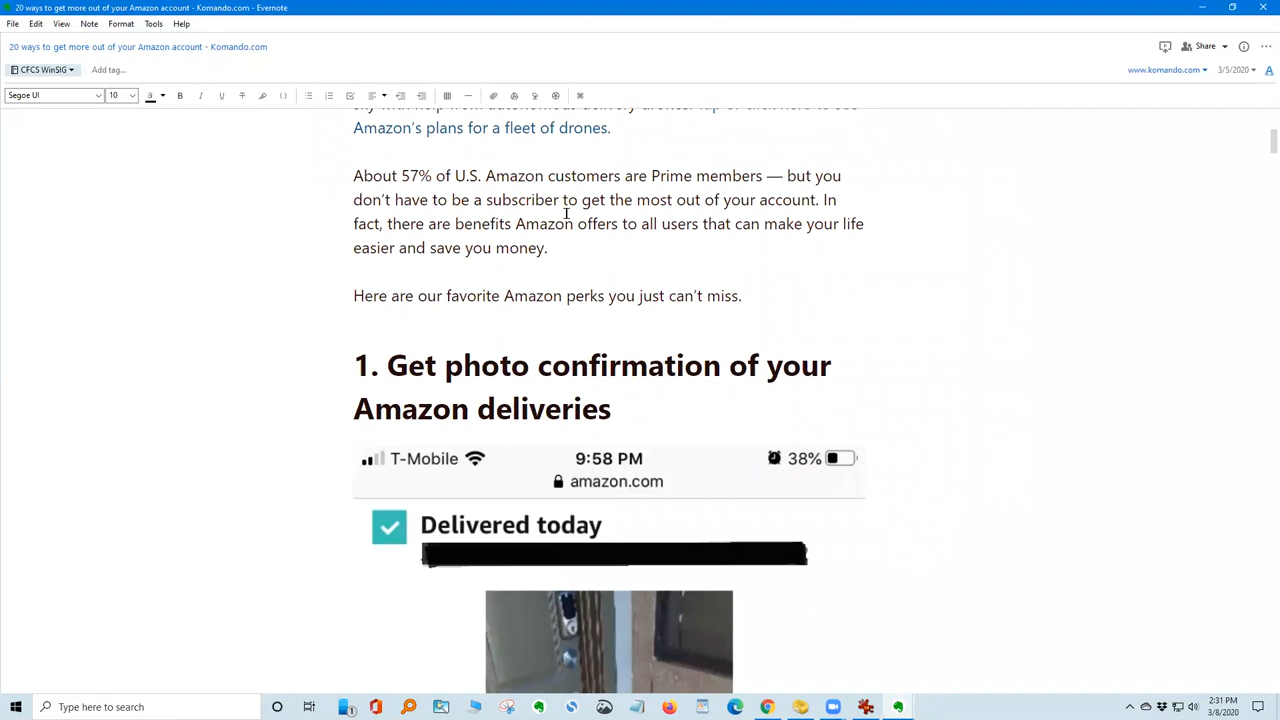 20 ways to get more out of your Amazon account - Komando.com - Evernote
File Edit View Note Format Tools Help
20 ways to get more out of your Amazon account - Komando.com
Share
CFCS WinSIG Add tag...
www.komando.com 3/5/2020
Segoe UI 10 a B I U T
Amazon’s plans for a fleet of drones.
About 57% of U.S. Amazon customers are Prime members — but you
don’t have to be a subscriber to get the most out of your account. In
fact, there are benefits Amazon offers to all users that can make your life
easier and save you money.
Here are our favorite Amazon perks you just can’t miss.
1. Get photo confirmation of your
Amazon deliveries
T-Mobile 9:58 PM 38%
amazon.com
Delivered today
Type here to search
2:31 PM
3/8/2020